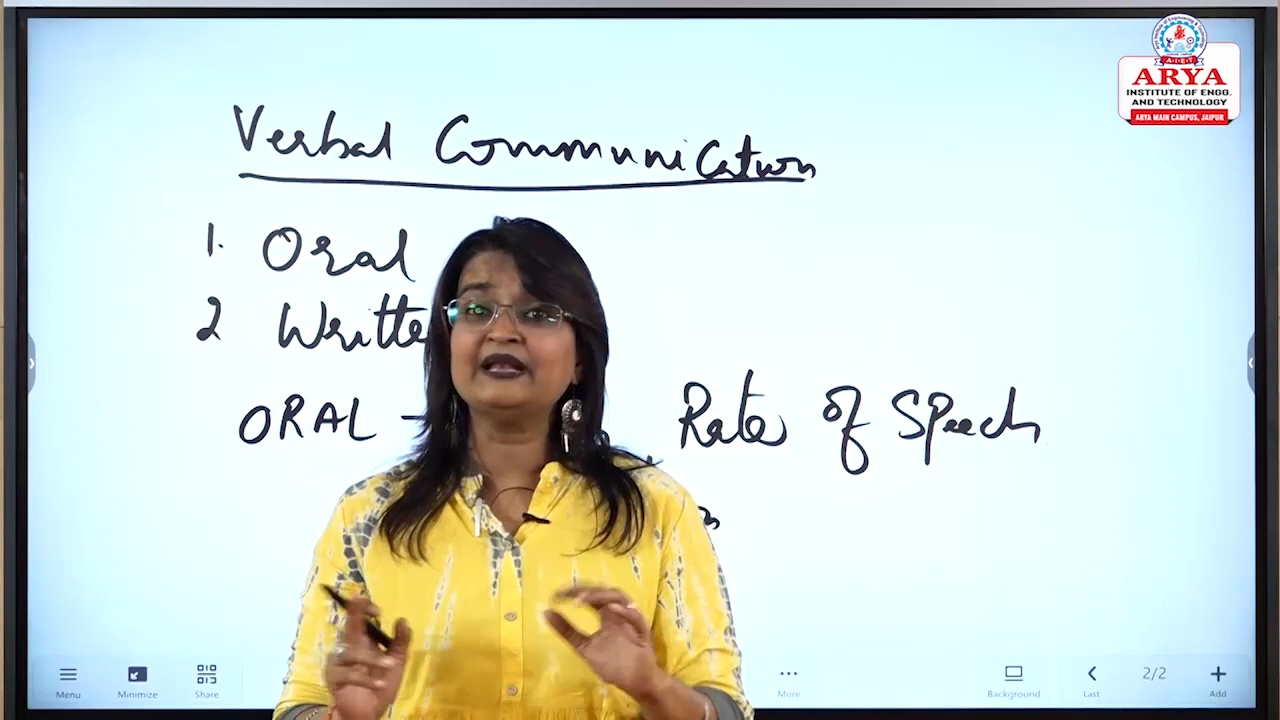 Verbal Communication
1. Oral
2 Writte
ORAL - Rate of Speech
ARYA
INSTITUTE OF ENGG.
AND TECHNOLOGY
ARYA MAIN CAMPUS, JAIPUR
A.I.E.T
Menu Minimize Share More Background Last 2/2 Add